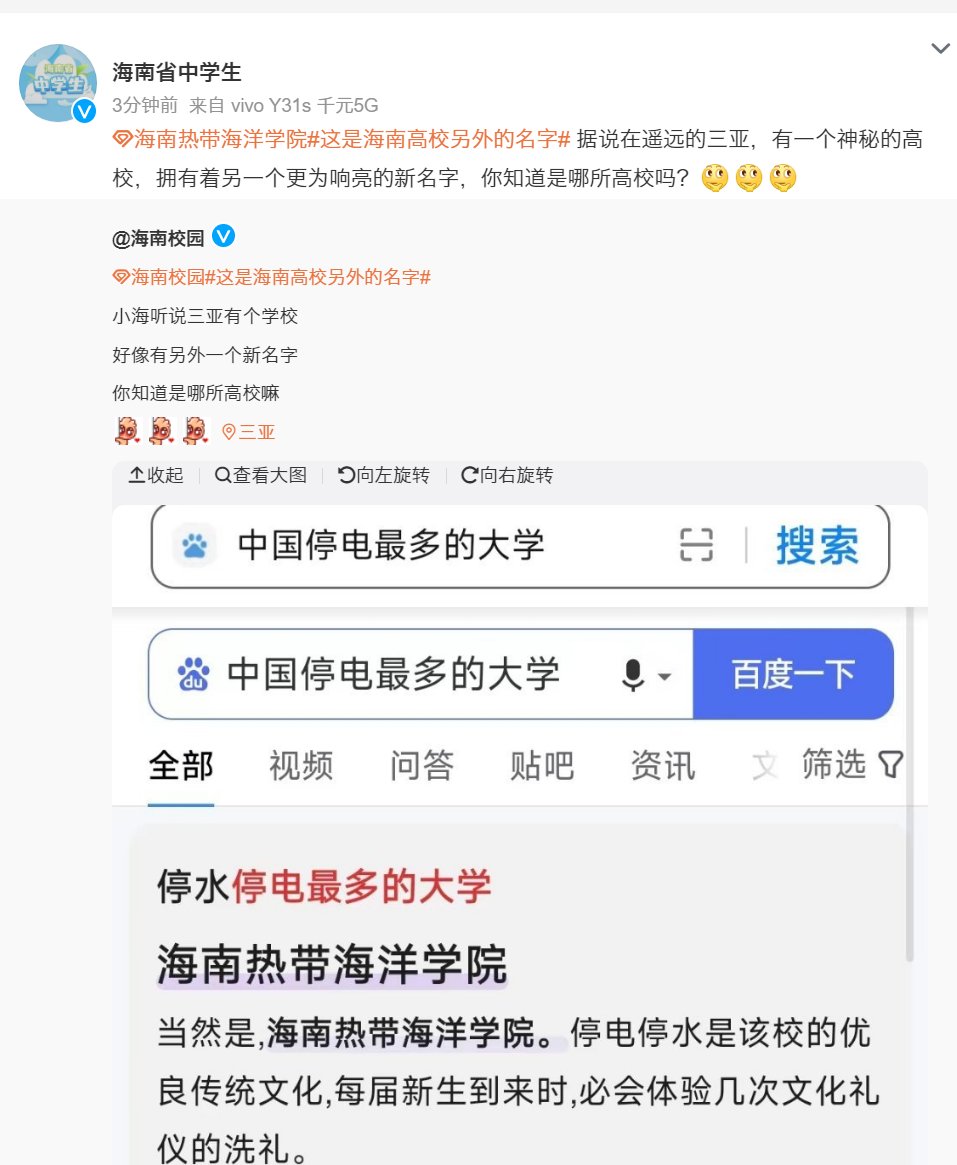 海南省中学生
3分钟前 来自 vivo Y31s 千元5G
海南热带海洋学院#这是海南高校另外的名字# 据说在遥远的三亚，有一个神秘的高
校，拥有着另一个更为响亮的新名字，你知道是哪所高校吗？
@海南校园
海南校园#这是海南高校另外的名字#
小海听说三亚有个学校
好像有另外一个新名字
你知道是哪所高校嘛
三亚
收起 查看大图 向左旋转 向右旋转
中国停电最多的大学 搜索
du 中国停电最多的大学 百度一下
全部 视频 问答 贴吧 资讯 文 筛选
停水停电最多的大学
海南热带海洋学院
当然是,海南热带海洋学院。停电停水是该校的优
良传统文化,每届新生到来时,必会体验几次文化礼
仪的洗礼。